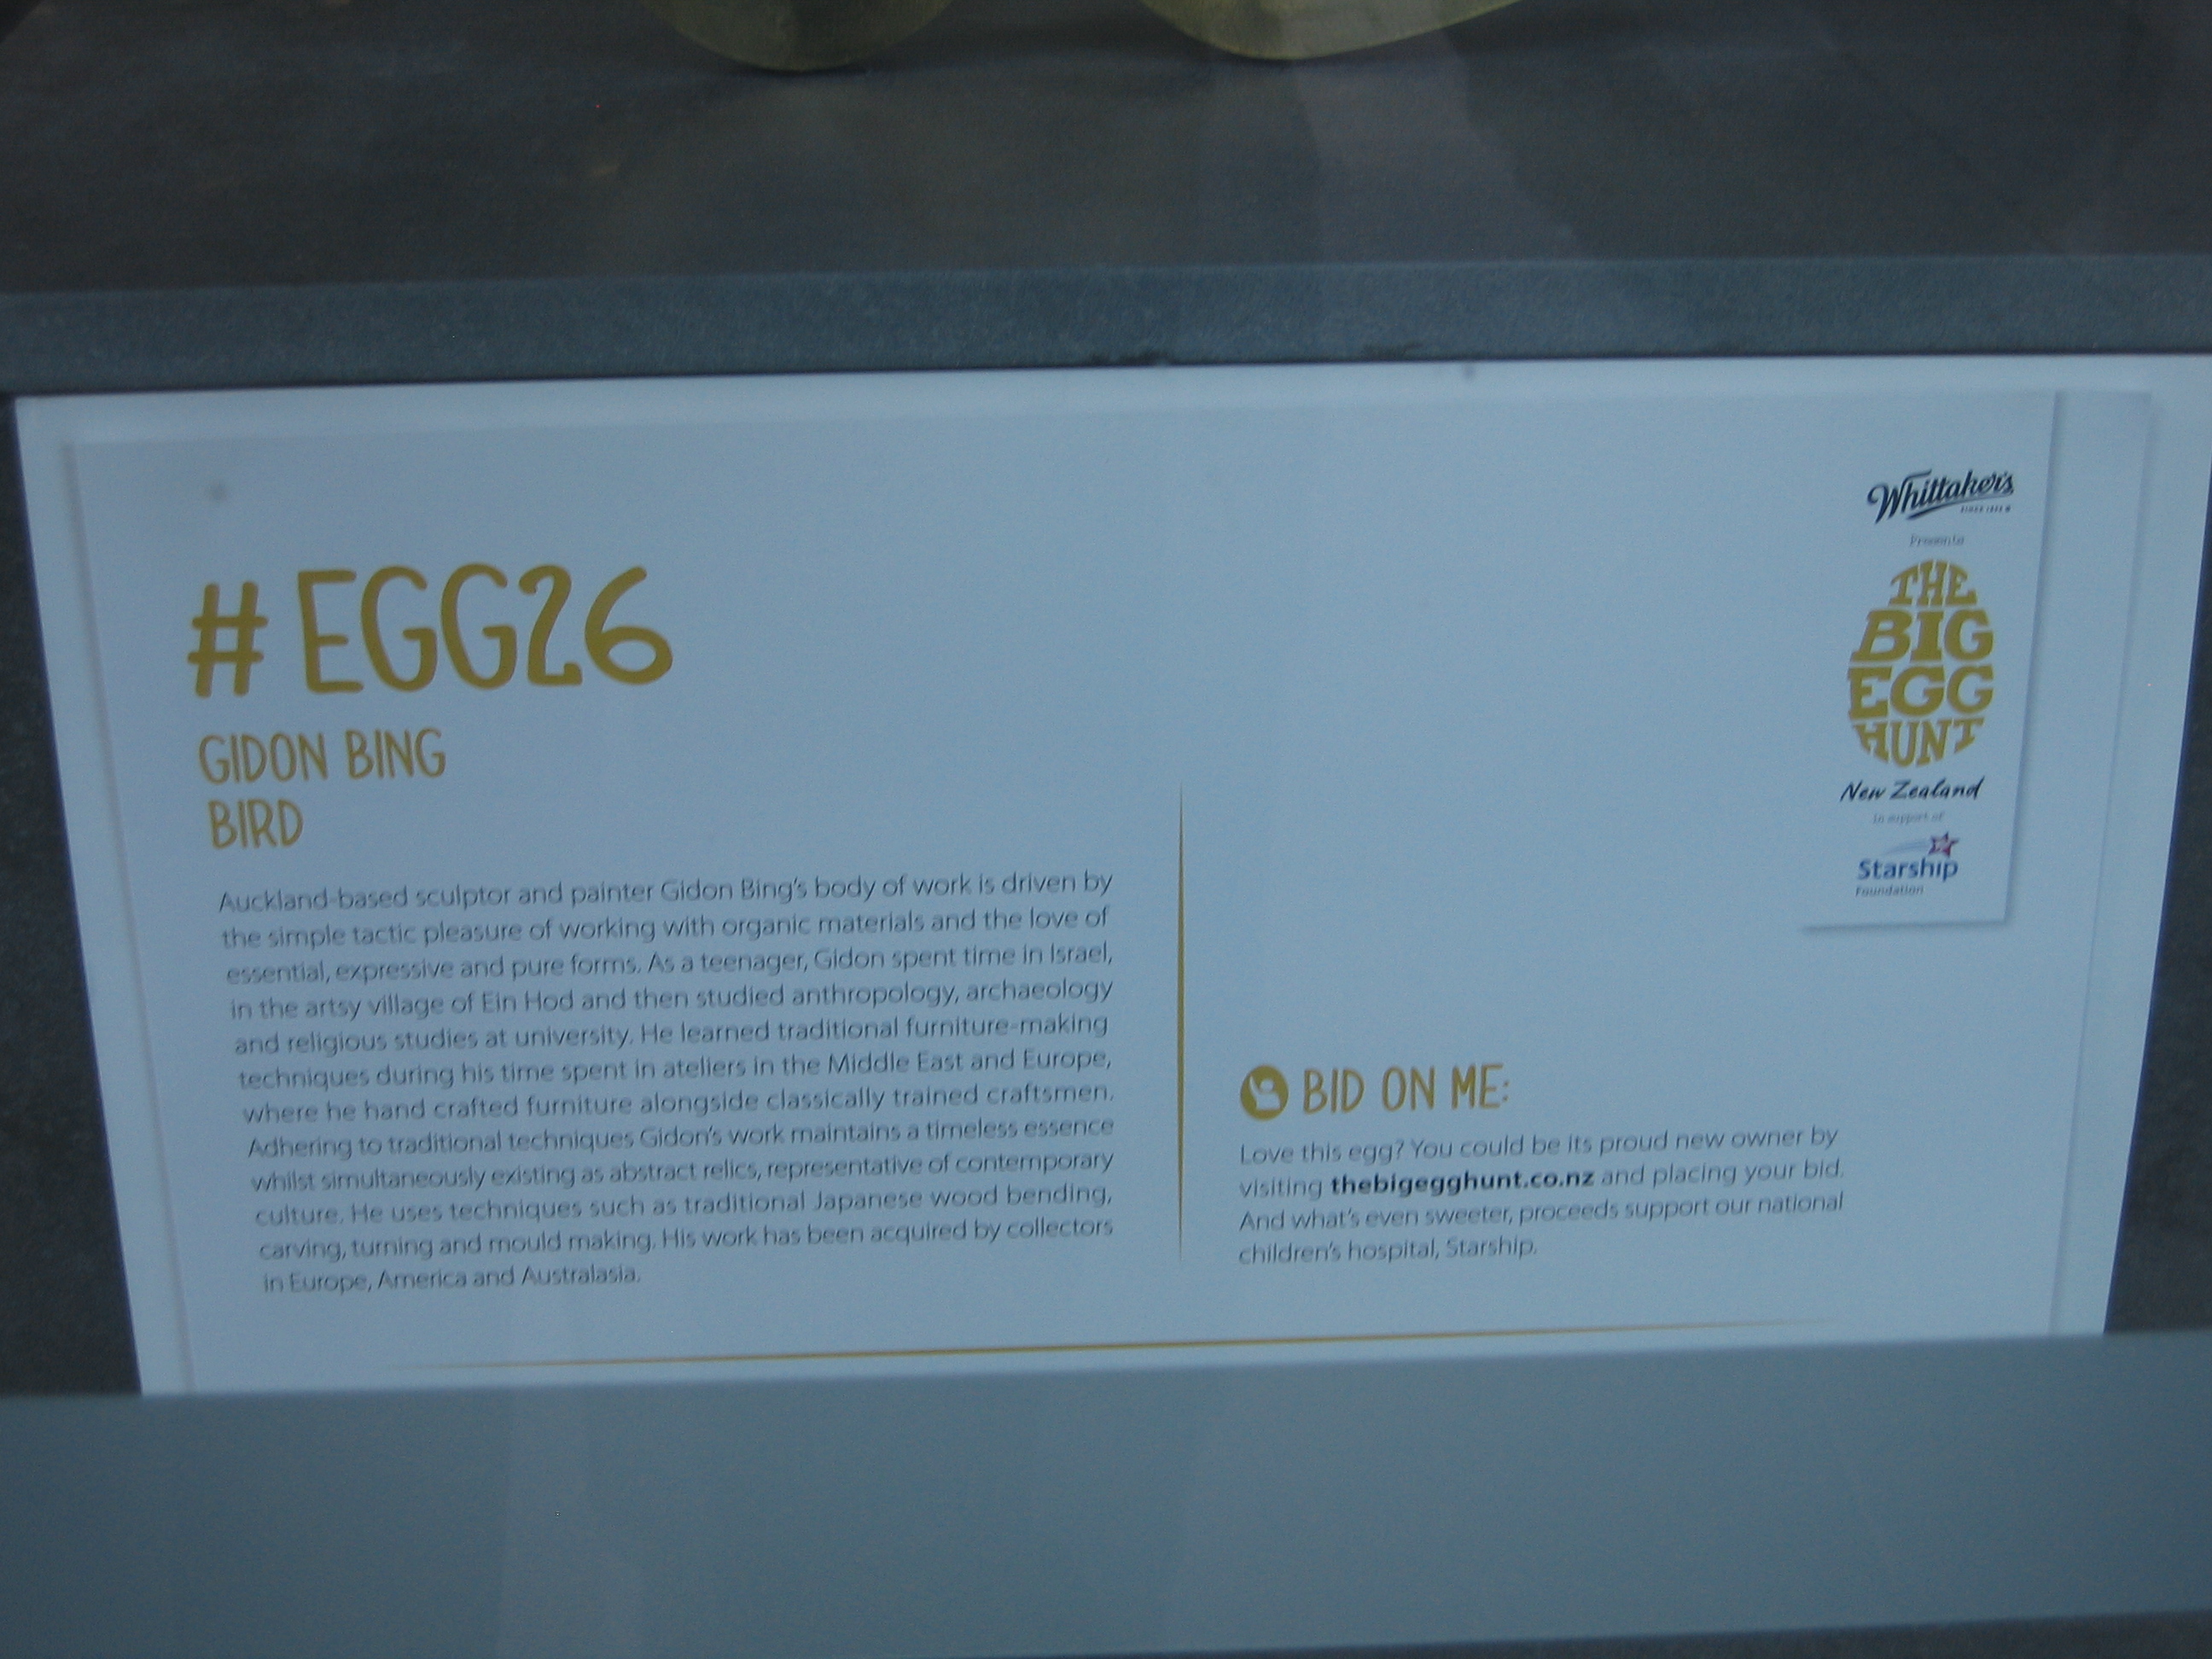 #EGG26
GIDON BING
BIRD
Auckland-based sculptor and painter Gidon Bing's body of work is driven by
the simple tactic pleasure of working with organic materials and the love of
essential, expressive and pure forms. As a teenager, Gidon spent time in Israel,
in the artsy village of Ein Hod and then studied anthropology, archaeology
and religious studies at university. He learned traditional furniture-making
techniques during his time spent in ateliers in the Middle East and Europe,
where he hand crafted furniture alongside classically trained craftsmen.
Adhering to traditional techniques Gidon's work maintains a timeless essence
whilst simultaneously existing as abstract relics, representative of contemporary
culture. He uses techniques such as traditional Japanese wood bending,
carving, turning and mould making. His work has been acquired by collectors
in Europe, America and Australasia.
Whittaker's
Presents
THE
BIG
EGG
HUNT
New Zealand
In support of
Starship
Foundation
BID ON ME:
Love this egg? You could be its proud new owner by
visiting thebigegghunt.co.nz and placing your bid.
And what's even sweeter, proceeds support our national
children's hospital, Starship.